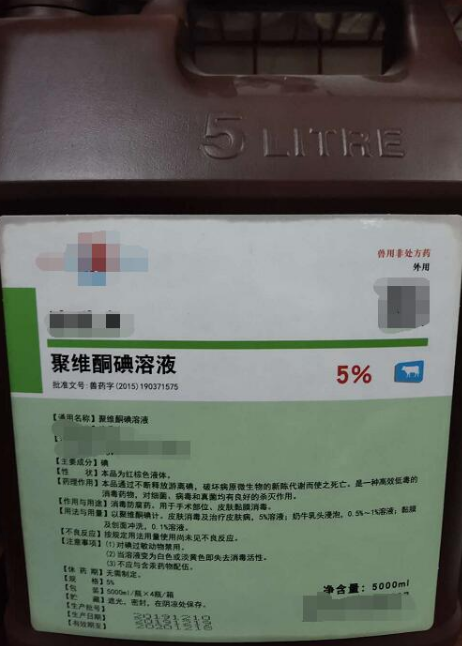 5 LITRE
兽用非处方药
外用
聚维酮碘溶液
5%
批准文号:兽药字(2015)190371575
【通用名称】聚维酮碘溶液
【主要成分】碘
【性 状】本品为红棕色液体。
【药理作用】本品通过不断释放游离碘，破坏病原微生物的新陈代谢而使之死亡。是一种高效低毒的
消毒药物，对细菌、病毒和真菌均有良好的杀灭作用。
【作用与用途】消毒防腐药。用于手术部位、皮肤黏膜消毒。
【用法与用量】以聚维酮碘计。皮肤消毒及治疗皮肤病，5%溶液；奶牛乳头浸泡，0.5%—1%溶液；黏膜
及创面冲洗，0.1%溶液。
【不良反应】按规定用法用量使用尚未见不良反应。
【注意事项】(1)对碘过敏动物禁用。
(2)当溶液变为白色或淡黄色即失去消毒活性。
(3)不应与含汞药物配伍。
【休 药 期】无需制定。
【规 格】5%
【包 装】5000ml/瓶×4瓶/箱
【贮 藏】遮光，密封，在阴凉处保存。
【生产批号】
【生产日期】
【有效期至】
净含量：5000ml